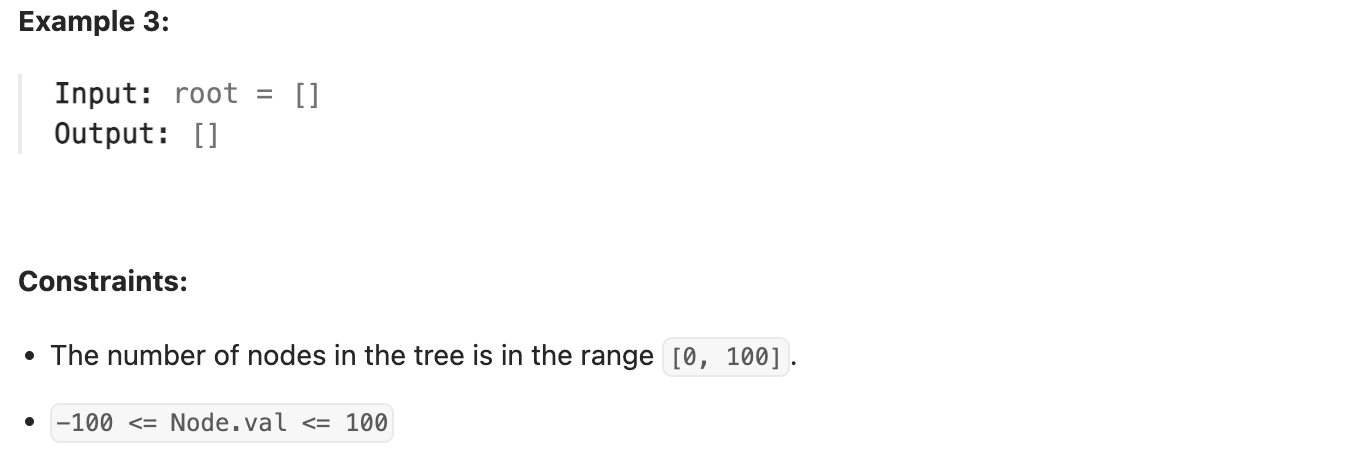 Example 3:
Input: root = []
Output: []
Constraints:
• The number of nodes in the tree is in the range [0, 100].
• -100 <= Node.val <= 100